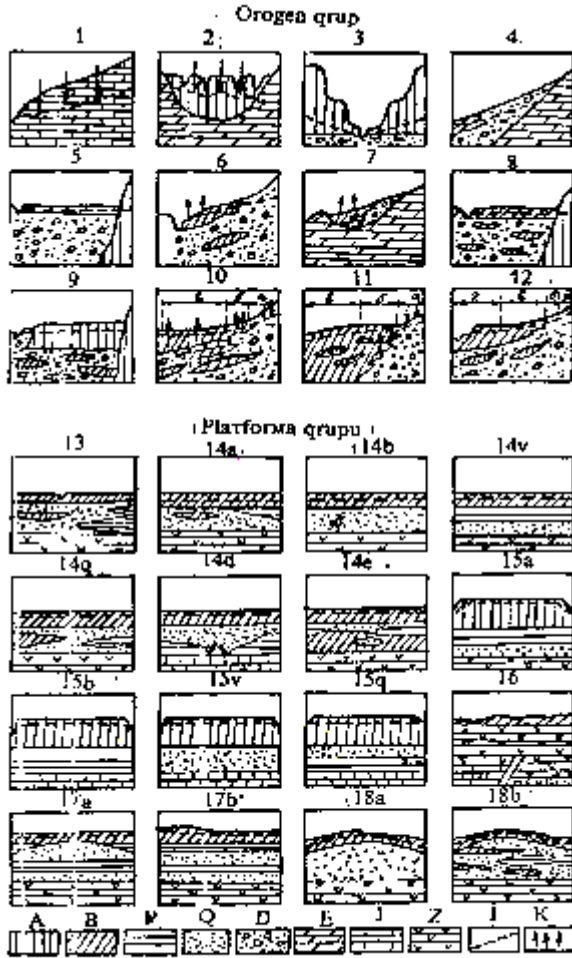 Orogen qrup
1 2 3 4
5 6 7 8
9 10 11 12
Platforma qrupu
13 14a 14b 14v
14q 14d 14e 15a
15b 15v 15q 16
17a 17b 18a 18b
A B V Q D E J Z İ K